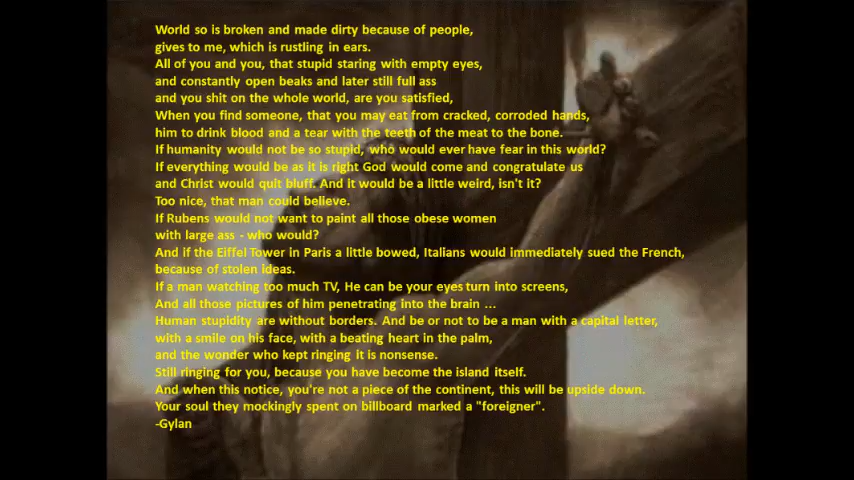 World so is broken and made dirty because of people,
gives to me, which is rustling in ears.
All of you and you, that stupid staring with empty eyes,
and constantly open beaks and later still full ass
and you shit on the whole world, are you satisfied,
When you find someone, that you may eat from cracked, corroded hands,
him to drink blood and a tear with the teeth of the meat to the bone.
If humanity would not be so stupid, who would ever have fear in this world?
If everything would be as it is right God would come and congratulate us
and Christ would quit bluff. And it would be a little weird, isn't it?
Too nice, that man could believe.
If Rubens would not want to paint all those obese women
with large ass - who would?
And if the Eiffel Tower in Paris a little bowed, Italians would immediately sued the French,
because of stolen ideas.
If a man watching too much TV, He can be your eyes turn into screens,
And all those pictures of him penetrating into the brain ...
Human stupidity are without borders. And be or not to be a man with a capital letter,
with a smile on his face, with a beating heart in the palm,
and the wonder who kept ringing it is nonsense.
Still ringing for you, because you have become the island itself.
And when this notice, you're not a piece of the continent, this will be upside down.
Your soul they mockingly spent on billboard marked a "foreigner".
-Gylan